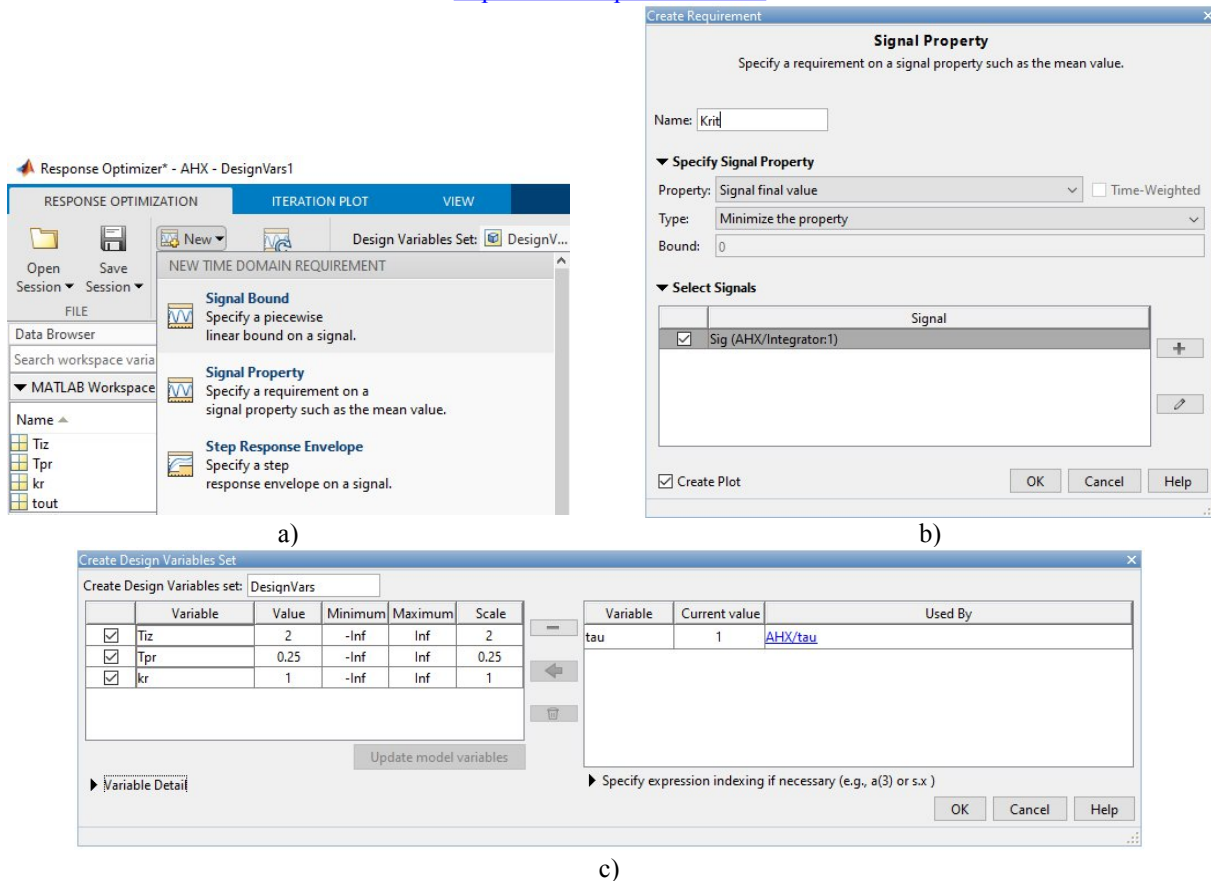 Create Requirement
Signal Property
Specify a requirement on a signal property such as the mean value.
Name: Krit
Specify Signal Property
Property: Signal final value Time-Weighted
Type: Minimize the property
Bound: 0
Select Signals
Signal
Sig (AHX/Integrator:1)
Create Plot OK Cancel Help
b)
Response Optimizer* - AHX - DesignVars1
RESPONSE OPTIMIZATION ITERATION PLOT VIEW
Open Session Save Session
FILE
New Design Variables Set: DesignV...
NEW TIME DOMAIN REQUIREMENT
Signal Bound
Specify a piecewise
linear bound on a signal.
Signal Property
Specify a requirement on a
signal property such as the mean value.
Step Response Envelope
Specify a step
response envelope on a signal.
Data Browser
Search workspace varia
MATLAB Workspace
Name
Tiz
Tpr
kr
tout
a)
Create Design Variables Set
Create Design Variables set: DesignVars
Variable Value Minimum Maximum Scale
Tiz 2 -Inf Inf 2
Tpr 0.25 -Inf Inf 0.25
kr 1 -Inf Inf 1
Update model variables
Variable Detail
Variable Current value Used By
tau 1 AHX/tau
Specify expression indexing if necessary (e.g., a(3) or s.x )
OK Cancel Help
c)